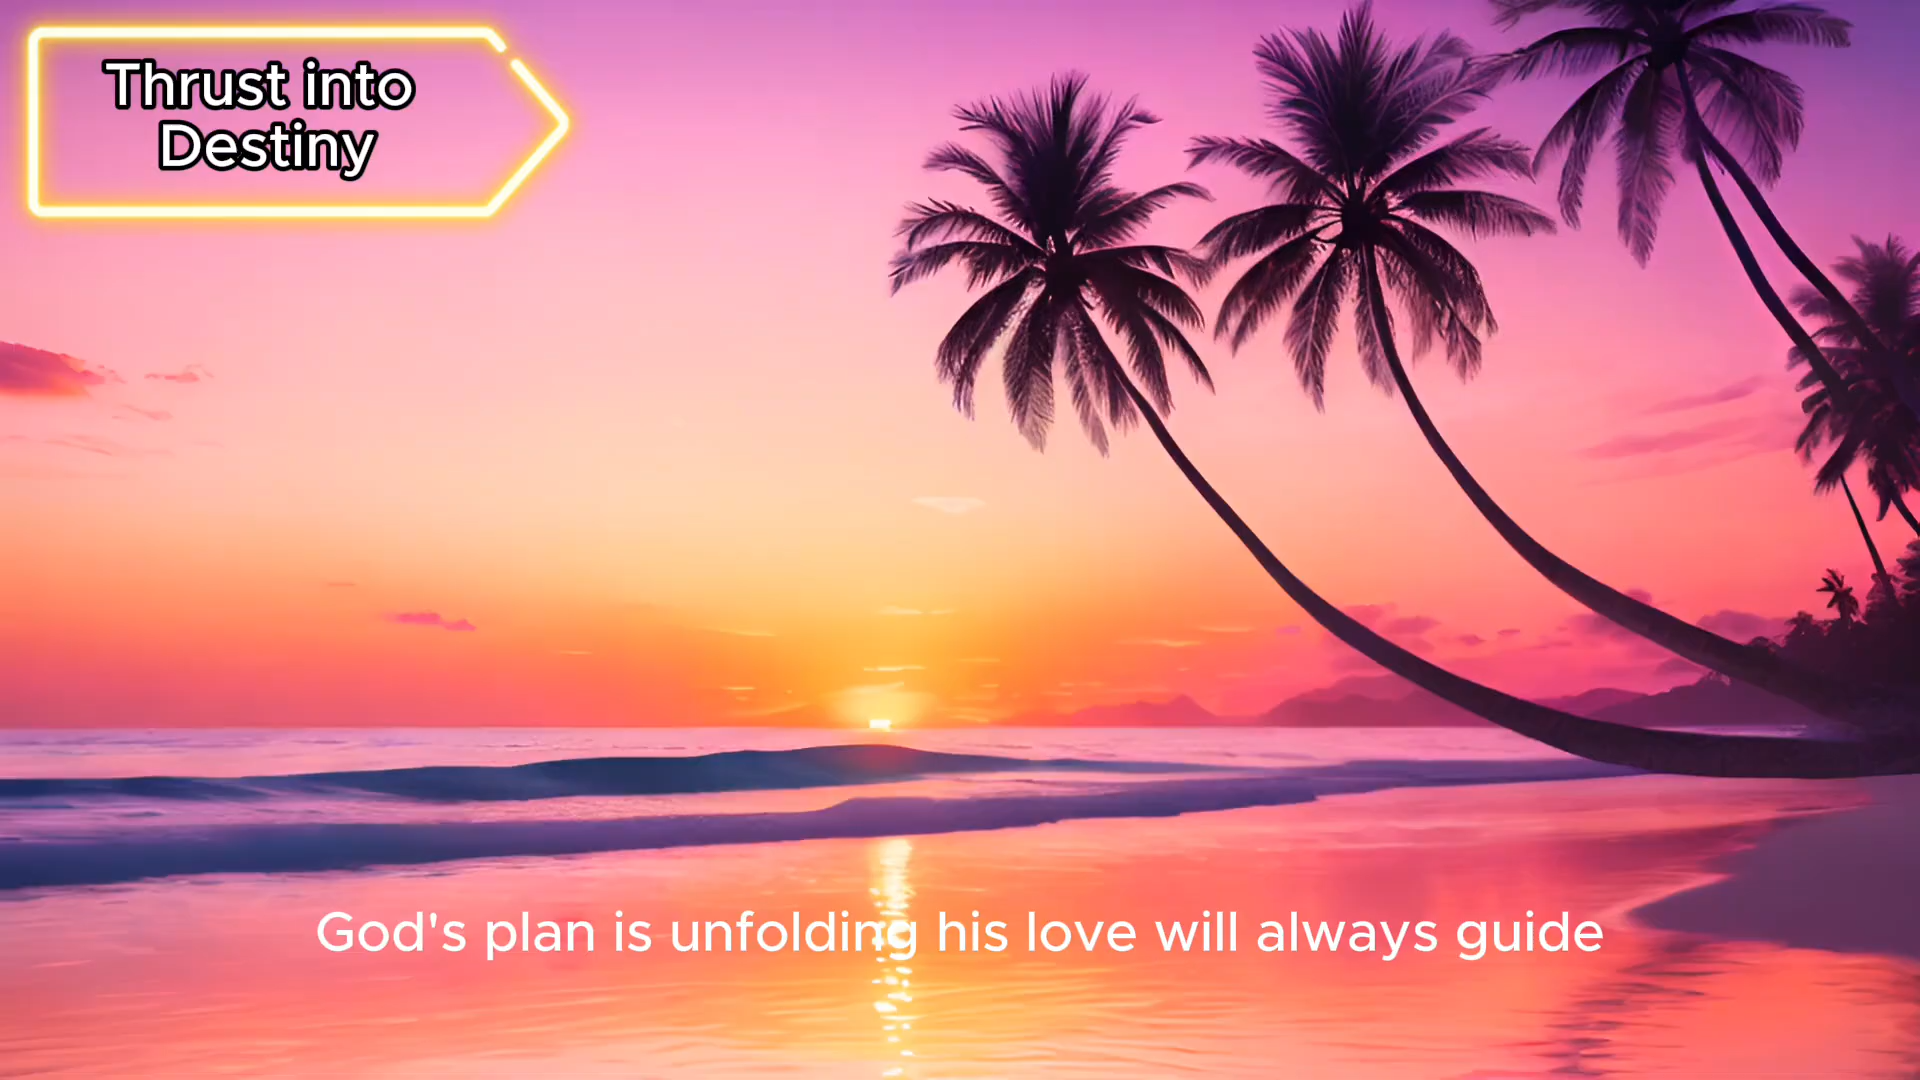 Thrust into
Destiny
God's plan is unfolding his love will always guide